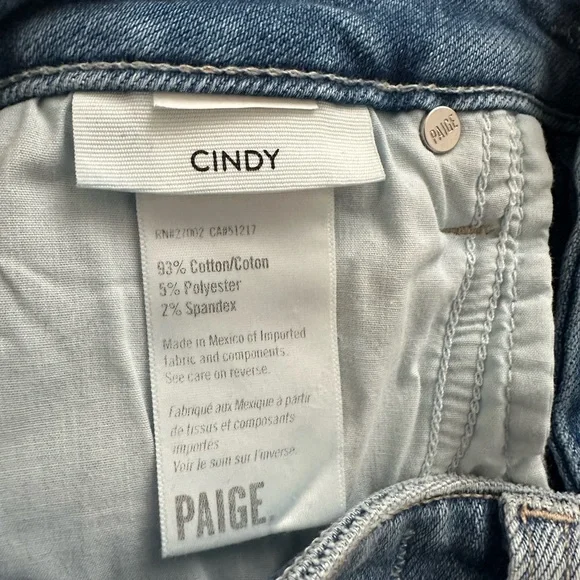 CINDY
PAIGE
RN#27002 CA#51217
93% Cotton/Coton
5% Polyester
2% Spandex
Made in Mexico of Imported
fabric and components.
See care on reverse.
Fabriqué aux Mexique à partir
de tissus et composants
importés
Voir le soin sur l'inverse.
PAIGE.